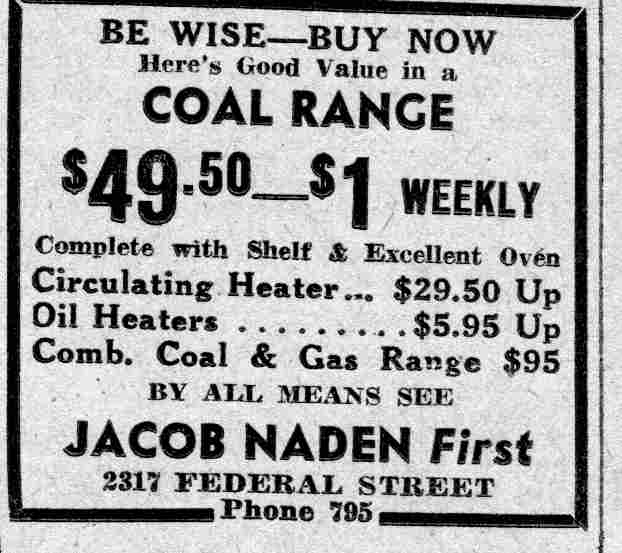 BE WISE—BUY NOW
Here's Good Value in a
COAL RANGE
$49.50—$1 WEEKLY
Complete with Shelf & Excellent Oven
Circulating Heater... $29.50 Up
Oil Heaters ......... $5.95 Up
Comb. Coal & Gas Range $95
BY ALL MEANS SEE
JACOB NADEN First
2317 FEDERAL STREET
Phone 795